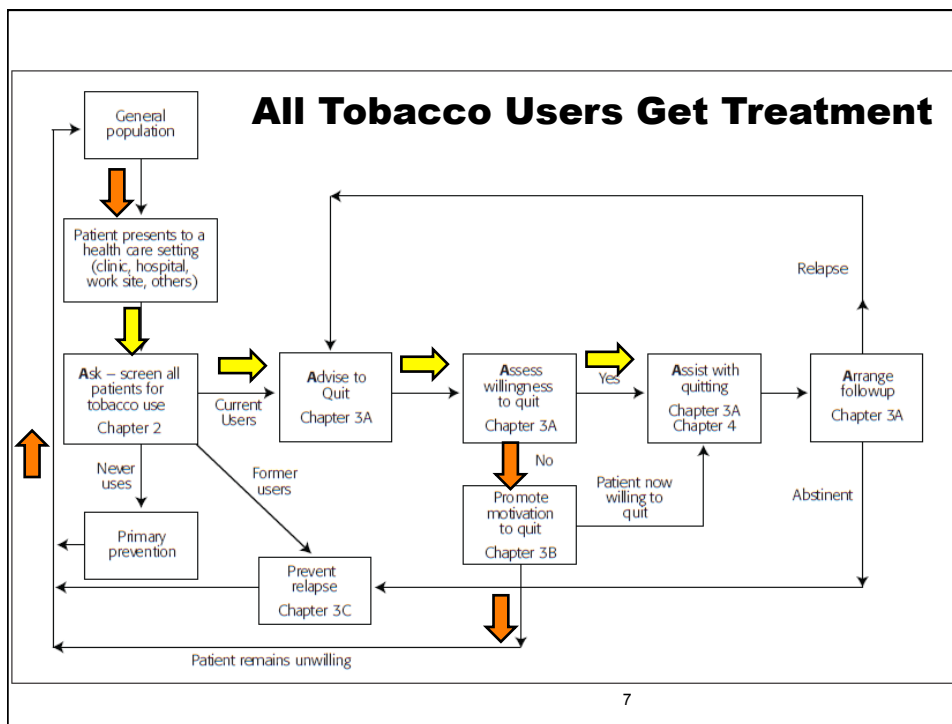 All Tobacco Users Get Treatment
General
population
Patient presents to a
health care setting
(clinic, hospital,
work site, others)
Relapse
Ask – screen all
patients for
tobacco use
Chapter 2
Current
Users
Advise to
Quit
Chapter 3A
Assess
willingness
to quit
Chapter 3A
Yes
Assist with
quitting
Chapter 3A
Chapter 4
Arrange
followup
Chapter 3A
No
Never
uses
Former
users
Promote
motivation
to quit
Chapter 3B
Patient now
willing to
quit
Abstinent
Primary
prevention
Prevent
relapse
Chapter 3C
Patient remains unwilling
7